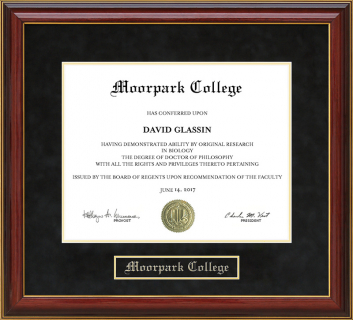 Moorpark College
HAS CONFERRED UPON
DAVID GLASSIN
HAVING DEMONSTRATED ABILITY BY ORIGINAL RESEARCH
IN BIOLOGY
THE DEGREE OF DOCTOR OF PHILOSOPHY
WITH ALL THE RIGHTS AND PRIVILEGES THERETO PERTAINING
ISSUED BY THE BOARD OF REGENTS UPON RECOMMENDATION OF THE FACULTY
JUNE 14, 2017
PROVOST
PRESIDENT
Moorpark College